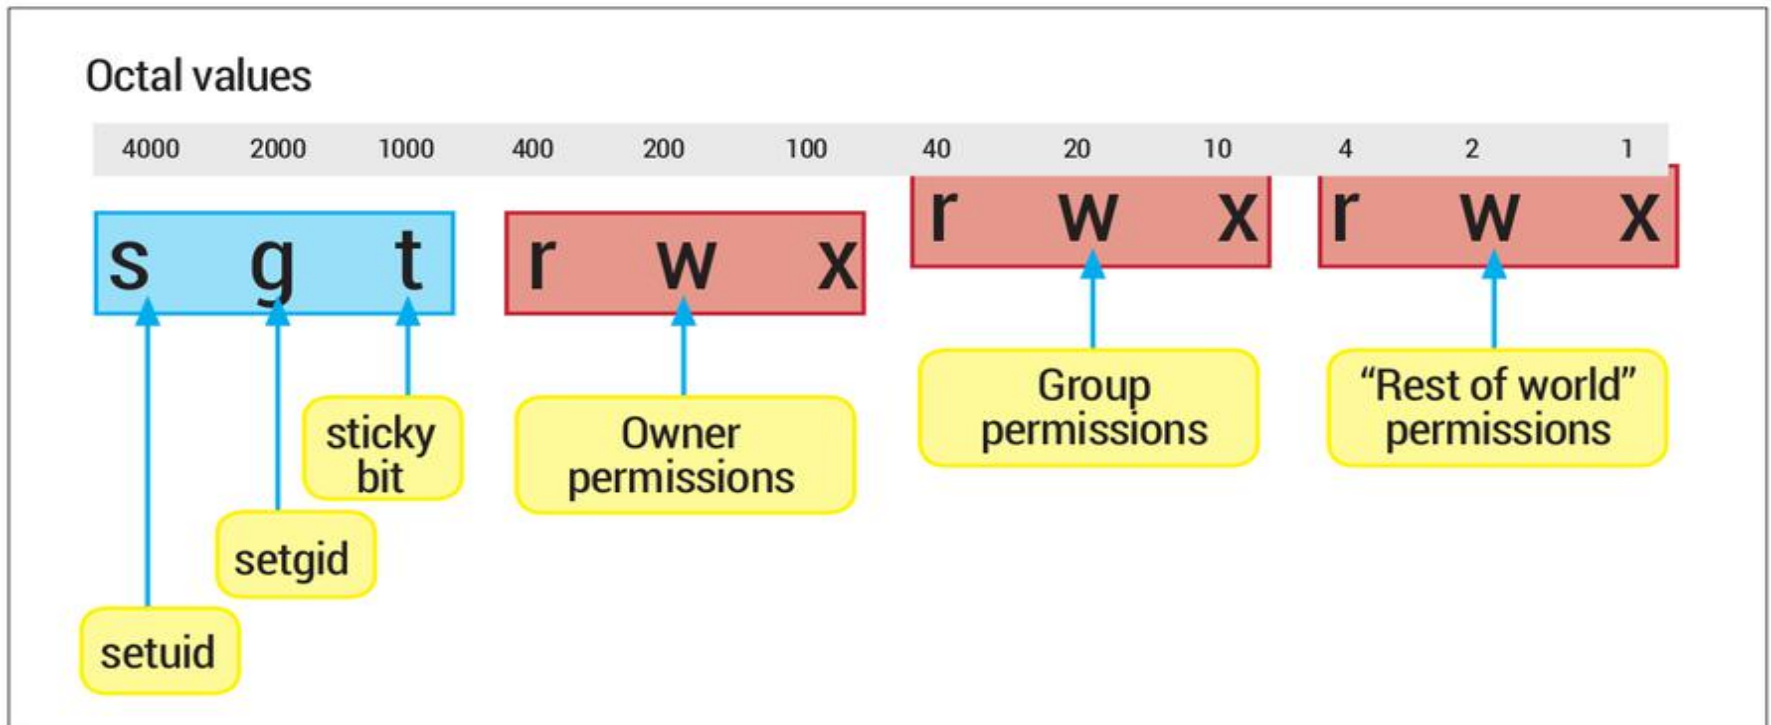 Octal values
4000 2000 1000 400 200 100 40 20 10 4 2 1
s g t r w x r w x r w x
sticky
bit
Owner
permissions
Group
permissions
“Rest of world”
permissions
setgid
setuid